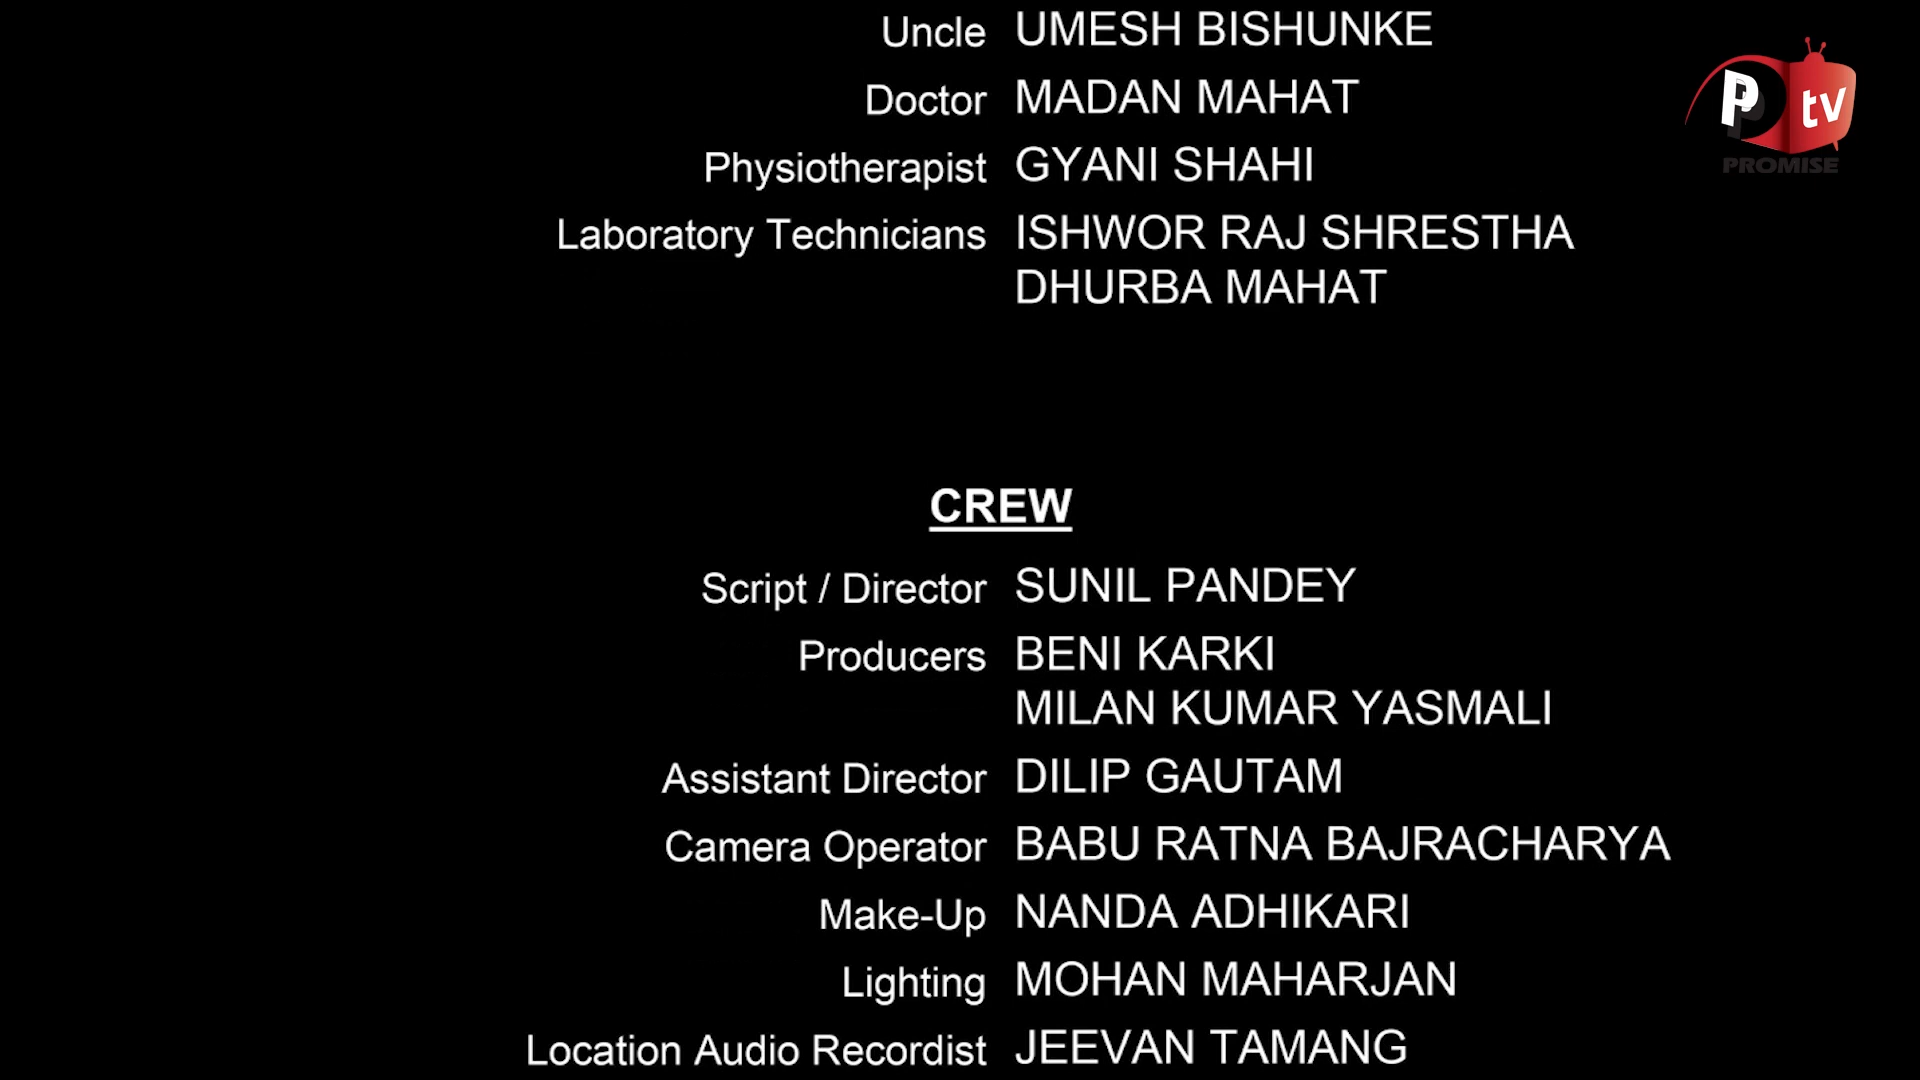 Uncle UMESH BISHUNKE
Doctor MADAN MAHAT
Physiotherapist GYANI SHAHI
Laboratory Technicians ISHWOR RAJ SHRESTHA
DHURBA MAHAT
P tv
PROMISE
CREW
Script / Director SUNIL PANDEY
Producers BENI KARKI
MILAN KUMAR YASMALI
Assistant Director DILIP GAUTAM
Camera Operator BABU RATNA BAJRACHARYA
Make-Up NANDA ADHIKARI
Lighting MOHAN MAHARJAN
Location Audio Recordist JEEVAN TAMANG